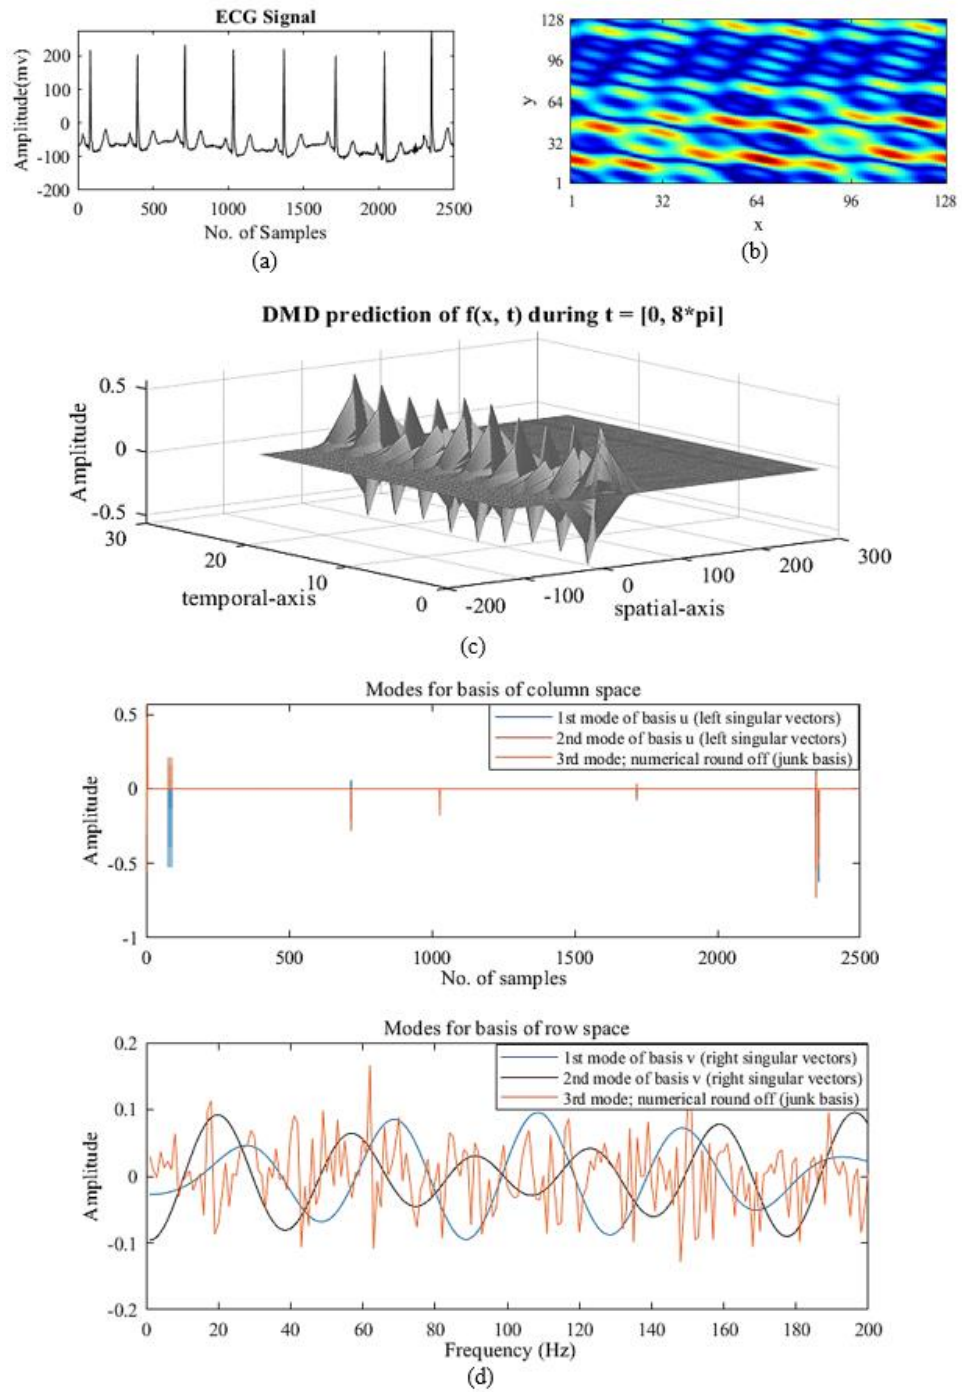 ECG Signal
Amplitude(mv)
200
100
0
-100
-200
0 500 1000 1500 2000 2500
No. of Samples
(a)
y
128
96
64
32
1
1 32 64 96 128
x
(b)
DMD prediction of f(x, t) during t = [0, 8*pi]
Amplitude
0.5
0
-0.5
30
20
10
0
temporal-axis
-200 -100 0 100 200 300
spatial-axis
(c)
Modes for basis of column space
1st mode of basis u (left singular vectors)
2nd mode of basis u (left singular vectors)
3rd mode; numerical round off (junk basis)
Amplitude
0.5
0
-0.5
-1
0 500 1000 1500 2000 2500
No. of samples
Modes for basis of row space
1st mode of basis v (right singular vectors)
2nd mode of basis v (right singular vectors)
3rd mode; numerical round off (junk basis)
Amplitude
0.2
0.1
0
-0.1
-0.2
0 20 40 60 80 100 120 140 160 180 200
Frequency (Hz)
(d)